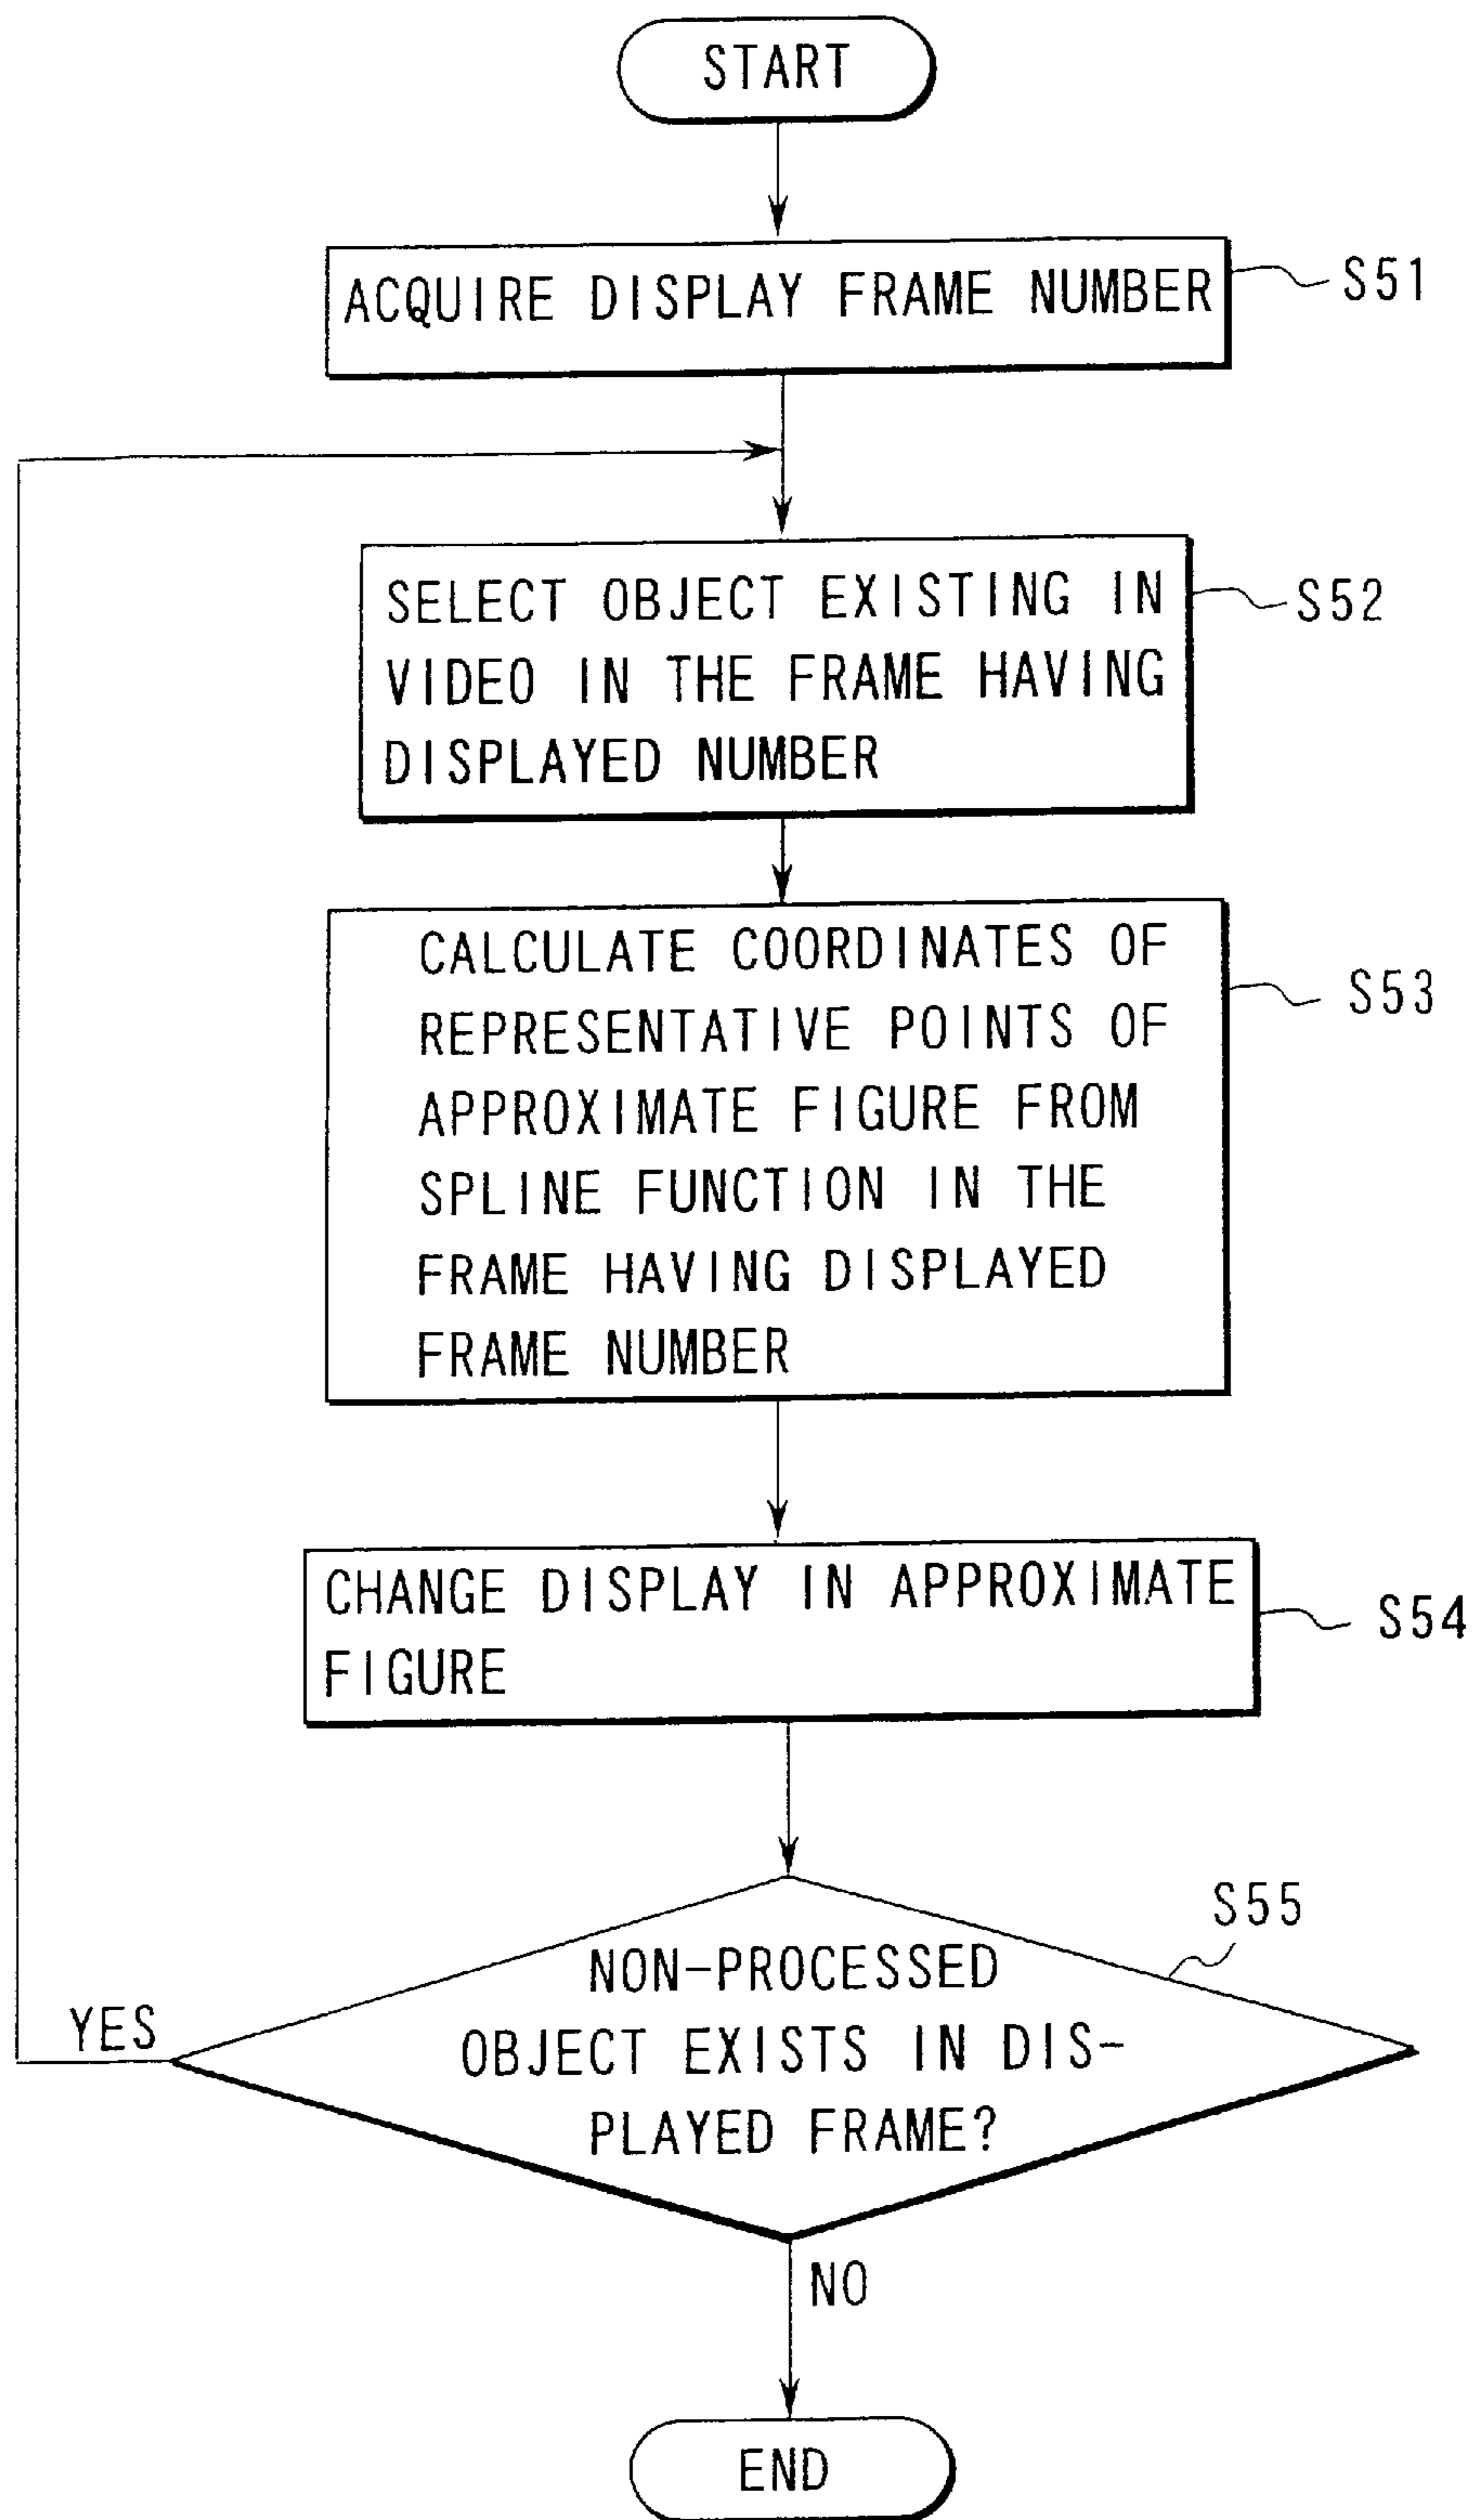 START
ACQUIRE DISPLAY FRAME NUMBER
S51
SELECT OBJECT EXISTING IN
VIDEO IN THE FRAME HAVING
DISPLAYED NUMBER
S52
CALCULATE COORDINATES OF
REPRESENTATIVE POINTS OF
APPROXIMATE FIGURE FROM
SPLINE FUNCTION IN THE
FRAME HAVING DISPLAYED
FRAME NUMBER
S53
CHANGE DISPLAY IN APPROXIMATE
FIGURE
S54
S55
NON-PROCESSED
OBJECT EXISTS IN DIS-
PLAYED FRAME?
YES
NO
END